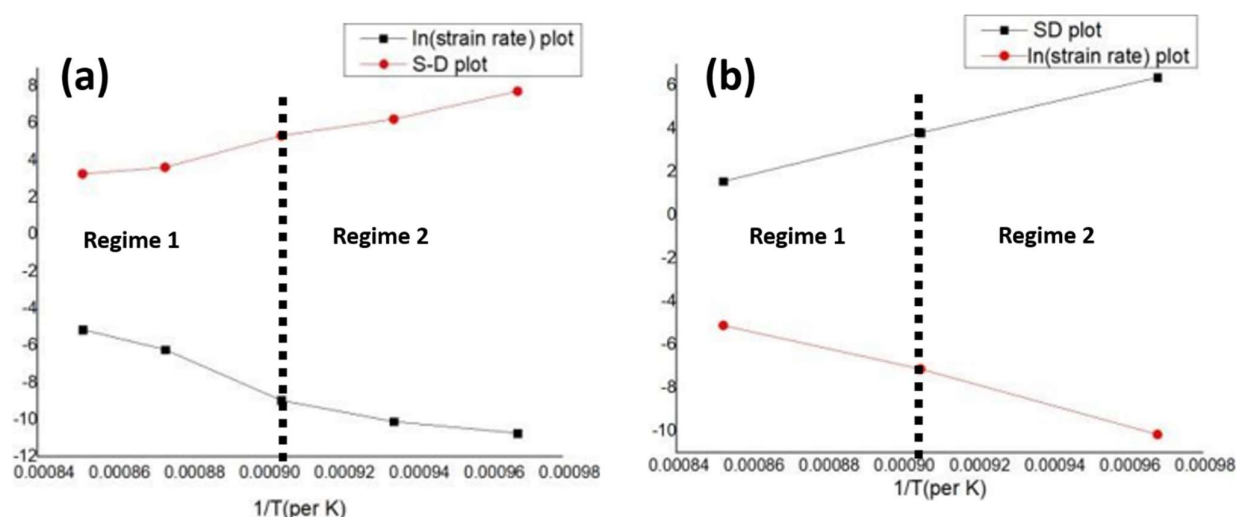 (a)
ln(strain rate) plot
S-D plot
8
6
4
2
0
-2
-4
-6
-8
-10
-12
Regime 1
Regime 2
0.00084 0.00086 0.00088 0.00090 0.00092 0.00094 0.00096 0.00098
1/T(per K)
(b)
SD plot
ln(strain rate) plot
6
4
2
0
-2
-4
-6
-8
-10
Regime 1
Regime 2
0.00084 0.00086 0.00088 0.00090 0.00092 0.00094 0.00096 0.00098
1/T(per K)